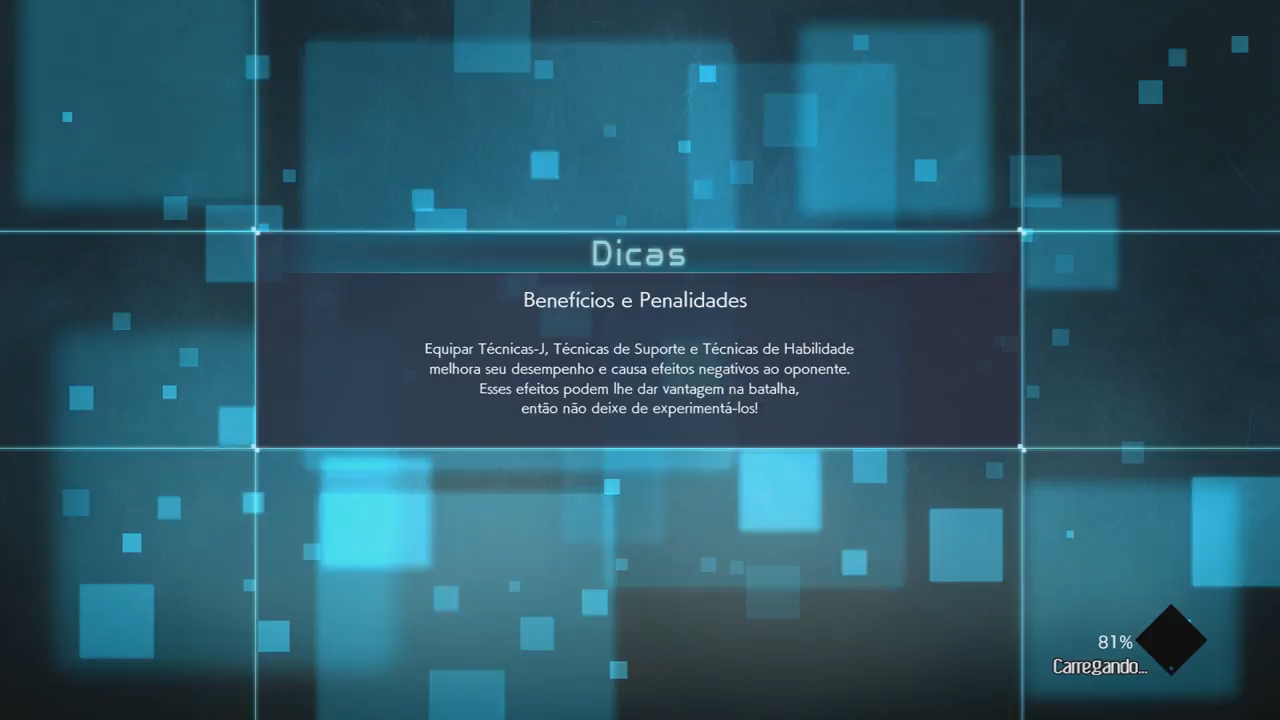 Dicas
Benefícios e Penalidades
Equipar Técnicas-J, Técnicas de Suporte e Técnicas de Habilidade
melhora seu desempenho e causa efeitos negativos ao oponente.
Esses efeitos podem lhe dar vantagem na batalha,
então não deixe de experimentá-los!
81%
Carregando...